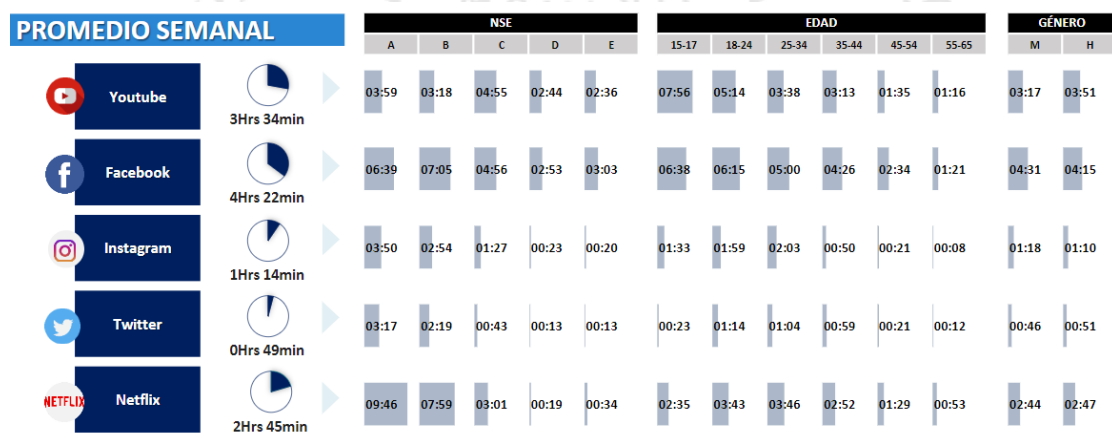 PROMEDIO SEMANAL
NSE EDAD GÉNERO
A B C D E 15-17 18-24 25-34 35-44 45-54 55-65 M H
Youtube 03:59 03:18 04:55 02:44 02:36 07:56 05:14 03:38 03:13 01:35 01:16 03:17 03:51
3Hrs 34min
Facebook 06:39 07:05 04:56 02:53 03:03 06:38 06:15 05:00 04:26 02:34 01:21 04:31 04:15
4Hrs 22min
Instagram 03:50 02:54 01:27 00:23 00:20 01:33 01:59 02:03 00:50 00:21 00:08 01:18 01:10
1Hrs 14min
Twitter 03:17 02:19 00:43 00:13 00:13 00:23 01:14 01:04 00:59 00:21 00:12 00:46 00:51
0Hrs 49min
NETFLIX Netflix 09:46 07:59 03:01 00:19 00:34 02:35 03:43 03:46 02:52 01:29 00:53 02:44 02:47
2Hrs 45min